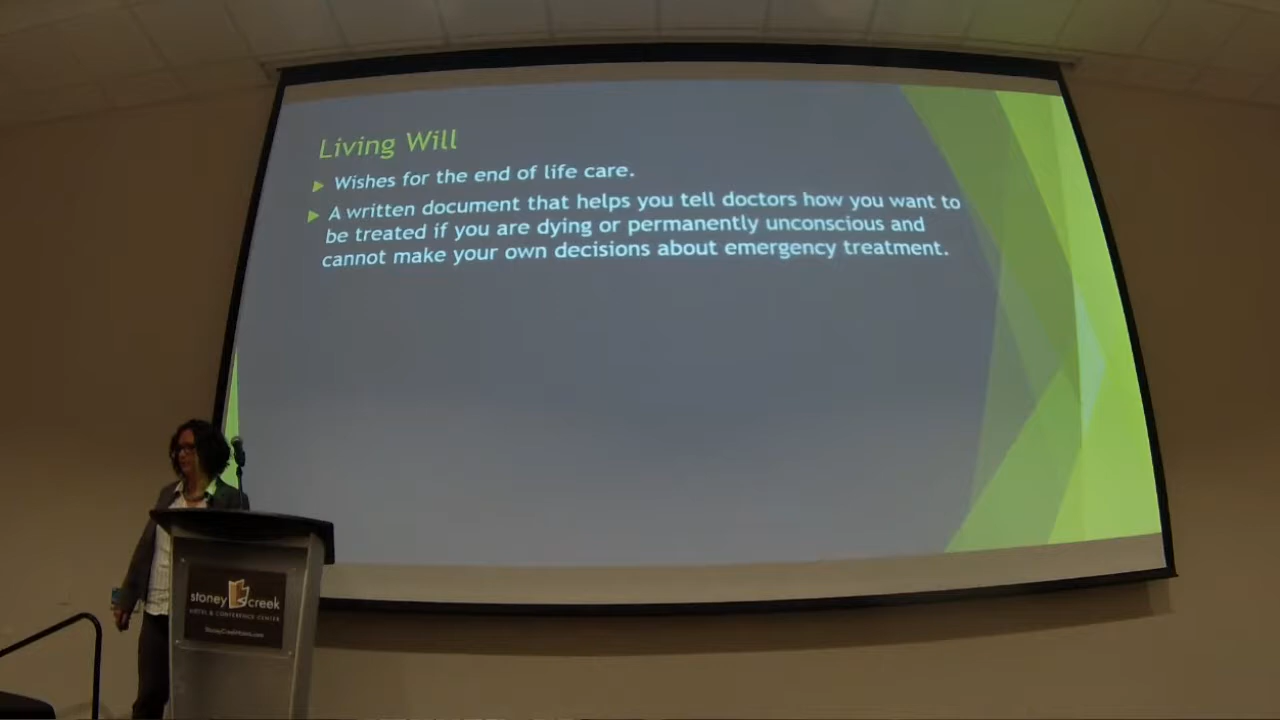 Living Will
Wishes for the end of life care.
A written document that helps you tell doctors how you want to
be treated if you are dying or permanently unconscious and
cannot make your own decisions about emergency treatment.
stoney creek
HOTEL & CONFERENCE CENTER